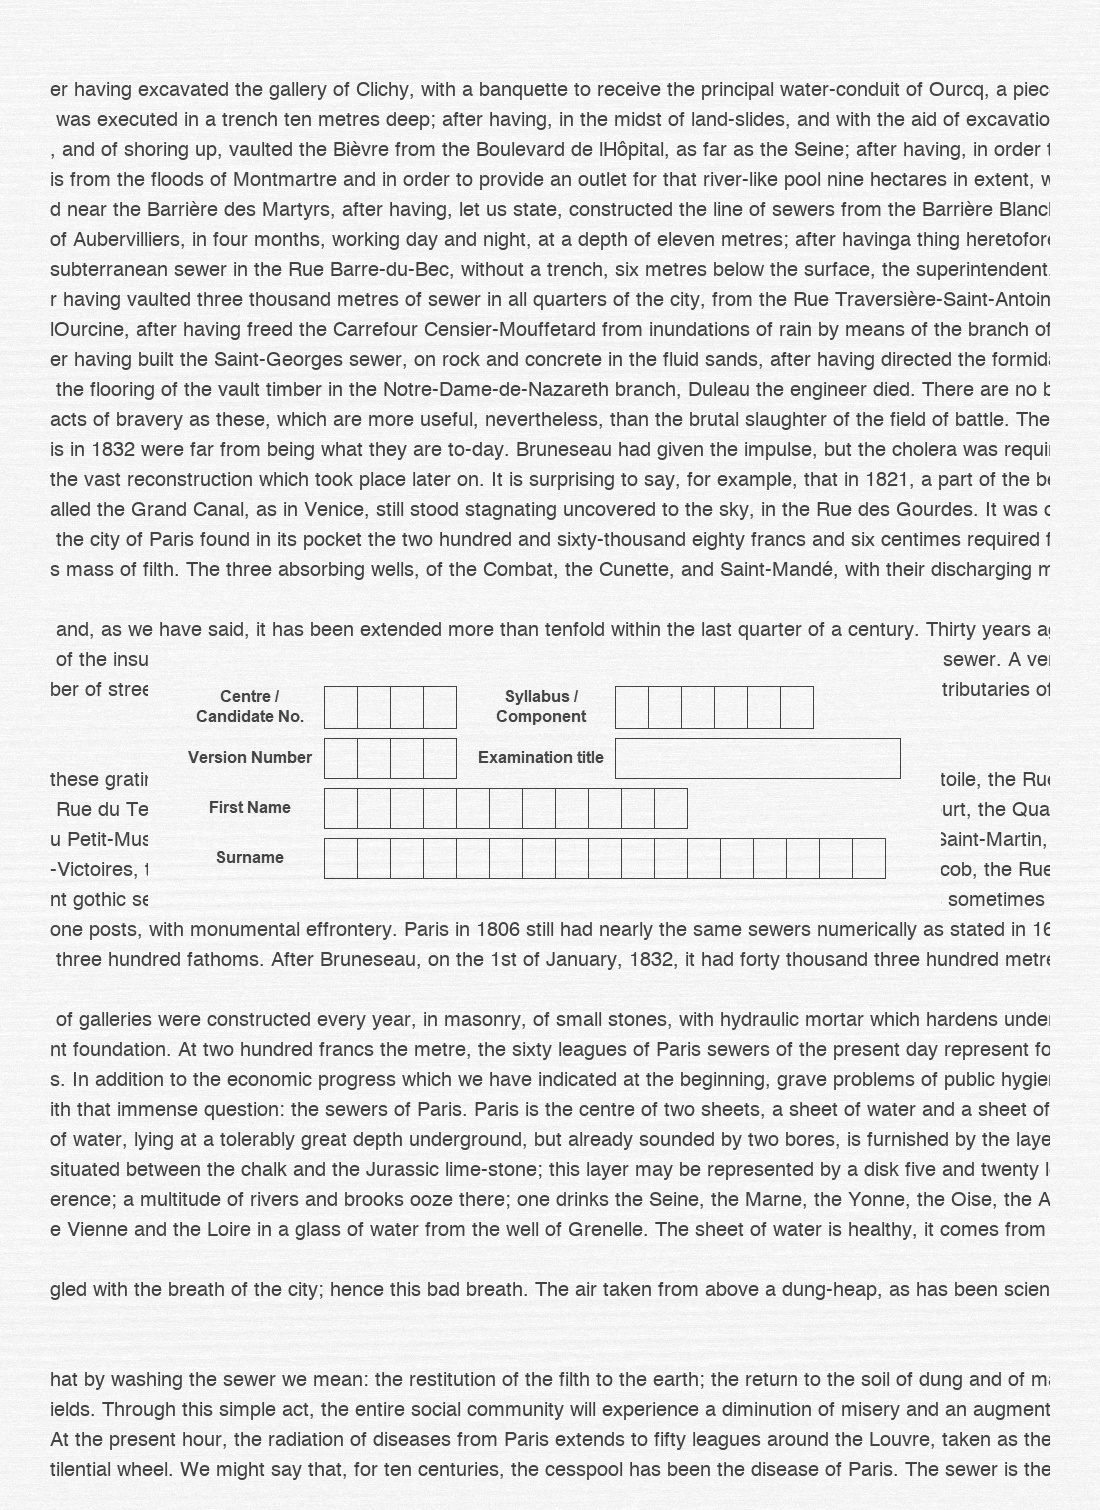 er having excavated the gallery of Clichy, with a banquette to receive the principal water-conduit of Ourcq, a piec
was executed in a trench ten metres deep; after having, in the midst of land-slides, and with the aid of excavatio
, and of shoring up, vaulted the Bièvre from the Boulevard de lHôpital, as far as the Seine; after having, in order
is from the floods of Montmartre and in order to provide an outlet for that river-like pool nine hectares in extent,
d near the Barrière des Martyrs, after having, let us state, constructed the line of sewers from the Barrière Blanc
of Aubervilliers, in four months, working day and night, at a depth of eleven metres; after havinga thing heretofore
subterranean sewer in the Rue Barre-du-Bec, without a trench, six metres below the surface, the superintendent
r having vaulted three thousand metres of sewer in all quarters of the city, from the Rue Traversière-Saint-Antoin
lOurcine, after having freed the Carrefour Censier-Mouffetard from inundations of rain by means of the branch of
er having built the Saint-Georges sewer, on rock and concrete in the fluid sands, after having directed the formid
the flooring of the vault timber in the Notre-Dame-de-Nazareth branch, Duleau the engineer died. There are no b
acts of bravery as these, which are more useful, nevertheless, than the brutal slaughter of the field of battle. The
is in 1832 were far from being what they are to-day. Bruneseau had given the impulse, but the cholera was requi
the vast reconstruction which took place later on. It is surprising to say, for example, that in 1821, a part of the be
alled the Grand Canal, as in Venice, still stood stagnating uncovered to the sky, in the Rue des Gourdes. It was
the city of Paris found in its pocket the two hundred and sixty-thousand eighty francs and six centimes required f
s mass of filth. The three absorbing wells, of the Combat, the Cunette, and Saint-Mandé, with their discharging m
and, as we have said, it has been extended more than tenfold within the last quarter of a century. Thirty years ag
of the insu sewer. A ver
ber of stree tributaries of
Centre / Candidate No.
Syllabus / Component
Version Number
Examination title
First Name
Surname
these gratin toile, the Rue
Rue du Te urt, the Qua
u Petit-Mus Saint-Martin,
-Victoires, t cob, the Rue
nt gothic se sometimes
one posts, with monumental effrontery. Paris in 1806 still had nearly the same sewers numerically as stated in 16
three hundred fathoms. After Bruneseau, on the 1st of January, 1832, it had forty thousand three hundred metre
of galleries were constructed every year, in masonry, of small stones, with hydraulic mortar which hardens under
nt foundation. At two hundred francs the metre, the sixty leagues of Paris sewers of the present day represent fo
s. In addition to the economic progress which we have indicated at the beginning, grave problems of public hygien
ith that immense question: the sewers of Paris. Paris is the centre of two sheets, a sheet of water and a sheet of
of water, lying at a tolerably great depth underground, but already sounded by two bores, is furnished by the laye
situated between the chalk and the Jurassic lime-stone; this layer may be represented by a disk five and twenty l
erence; a multitude of rivers and brooks ooze there; one drinks the Seine, the Marne, the Yonne, the Oise, the A
e Vienne and the Loire in a glass of water from the well of Grenelle. The sheet of water is healthy, it comes from
gled with the breath of the city; hence this bad breath. The air taken from above a dung-heap, as has been scien
hat by washing the sewer we mean: the restitution of the filth to the earth; the return to the soil of dung and of ma
ields. Through this simple act, the entire social community will experience a diminution of misery and an augment
At the present hour, the radiation of diseases from Paris extends to fifty leagues around the Louvre, taken as the
tilential wheel. We might say that, for ten centuries, the cesspool has been the disease of Paris. The sewer is the